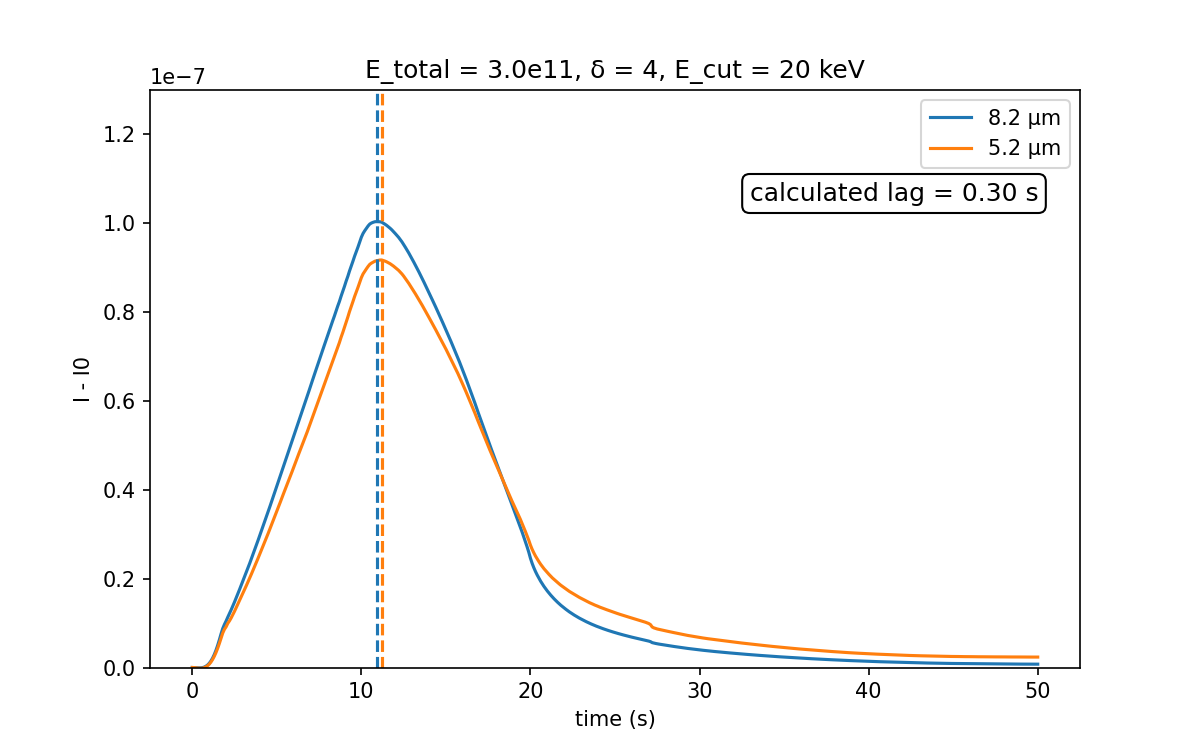 E_total = 3.0e11, δ = 4, E_cut = 20 keV
1e−7
8.2 μm
5.2 μm
calculated lag = 0.30 s
1.2
1.0
0.8
0.6
0.4
0.2
0.0
I - I0
0 10 20 30 40 50
time (s)